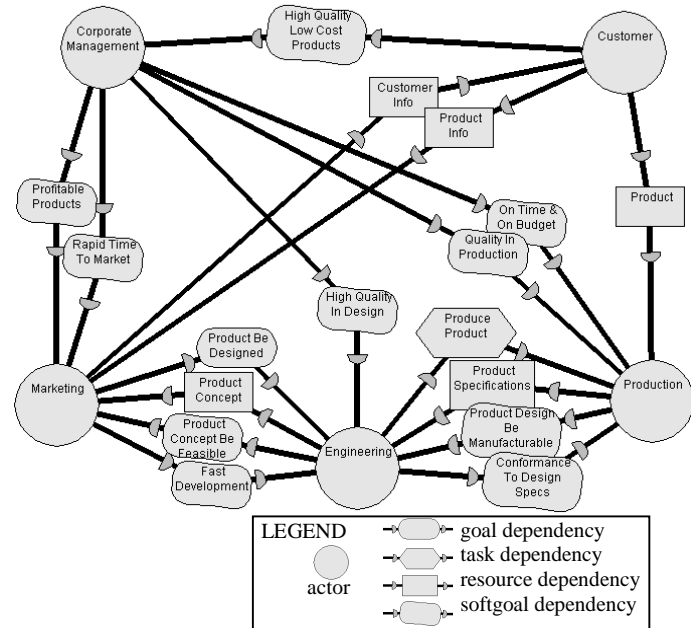 Corporate
Management
High Quality
Low Cost
Products
Customer
Customer
Info
Product
Info
Profitable
Products
Rapid Time
To Market
Product
On Time &
On Budget
Quality In
Production
High Quality
In Design
Produce
Product
Product Be
Designed
Product
Concept
Product
Specifications
Marketing
Production
Product
Concept Be
Feasible
Product Design
Be
Manufacturable
Engineering
Fast
Development
Conformance
To Design
Specs
LEGEND
actor
goal dependency
task dependency
resource dependency
softgoal dependency